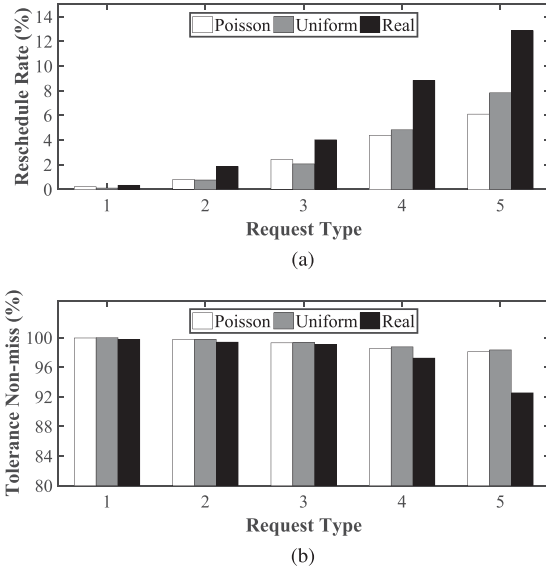 Poisson Uniform Real
14
12
10
8
6
4
2
0
Reschedule Rate (%)
1 2 3 4 5
Request Type
(a)
Poisson Uniform Real
100
96
92
88
84
80
Tolerance Non-miss (%)
1 2 3 4 5
Request Type
(b)